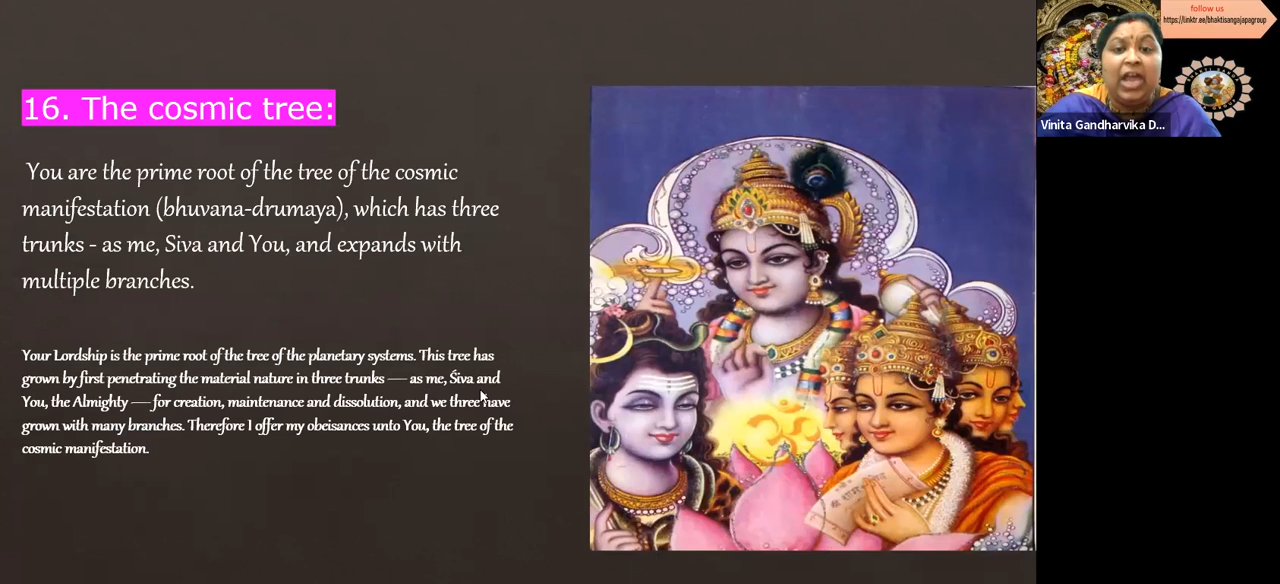 16. The cosmic tree:
You are the prime root of the tree of the cosmic
manifestation (bhuvana-drumaya), which has three
trunks - as me, Siva and You, and expands with
multiple branches.
Your Lordship is the prime root of the tree of the planetary systems. This tree has
grown by first penetrating the material nature in three trunks — as me, Śiva and
You, the Almighty — for creation, maintenance and dissolution, and we three have
grown with many branches. Therefore I offer my obeisances unto You, the tree of the
cosmic manifestation.
follow us
https://linktr.ee/bhaktisangajapagroup
Vinita Gandharvika D...
ॐ